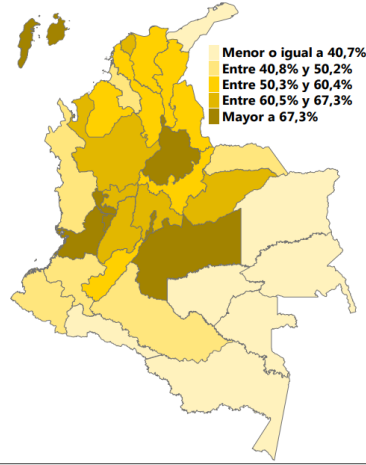 Menor o igual a 40,7%
Entre 40,8% y 50,2%
Entre 50,3% y 60,4%
Entre 60,5% y 67,3%
Mayor a 67,3%